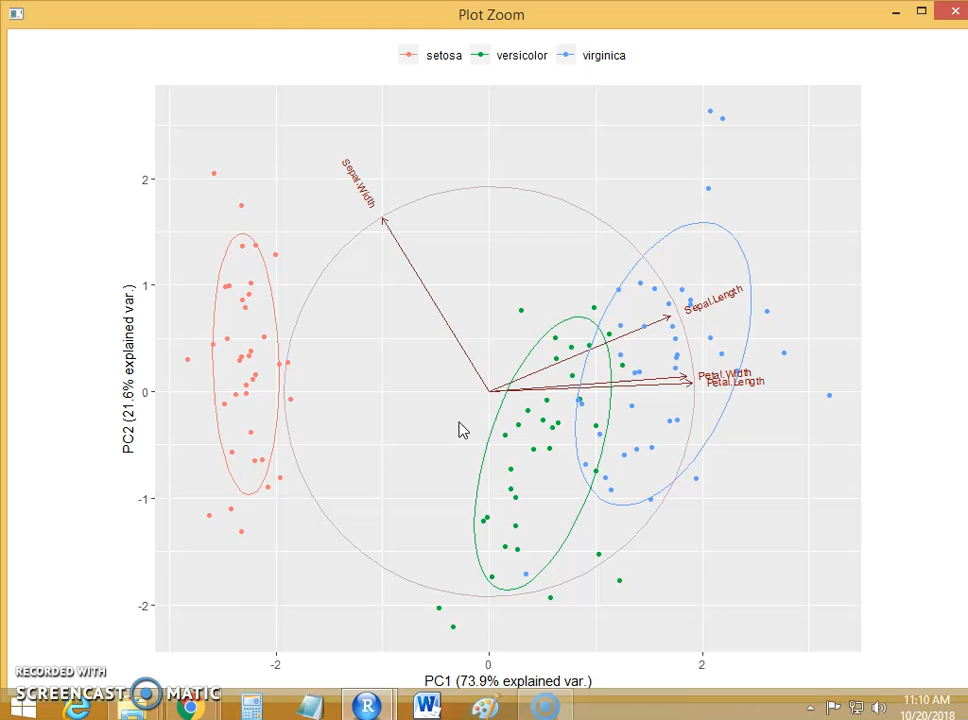 Plot Zoom
setosa versicolor virginica
Sepal.Width
Sepal.Length
Petal.Width
Petal.Length
2
1
0
-1
-2
PC2 (21.6% explained var.)
-2 0 2
PC1 (73.9% explained var.)
RECORDED WITH
SCREENCAST MATIC
11:10 AM
10/20/2018